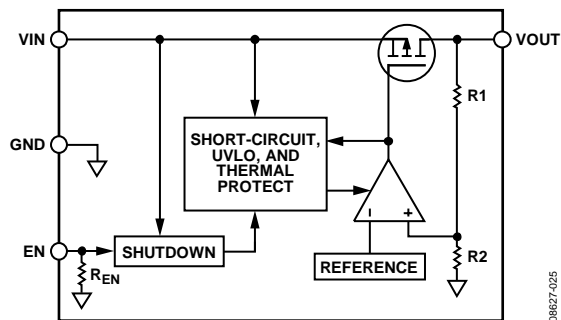 VIN
VOUT
R1
GND
SHORT-CIRCUIT,
UVLO, AND
THERMAL
PROTECT
EN
SHUTDOWN
REN
REFERENCE
R2
08627-025